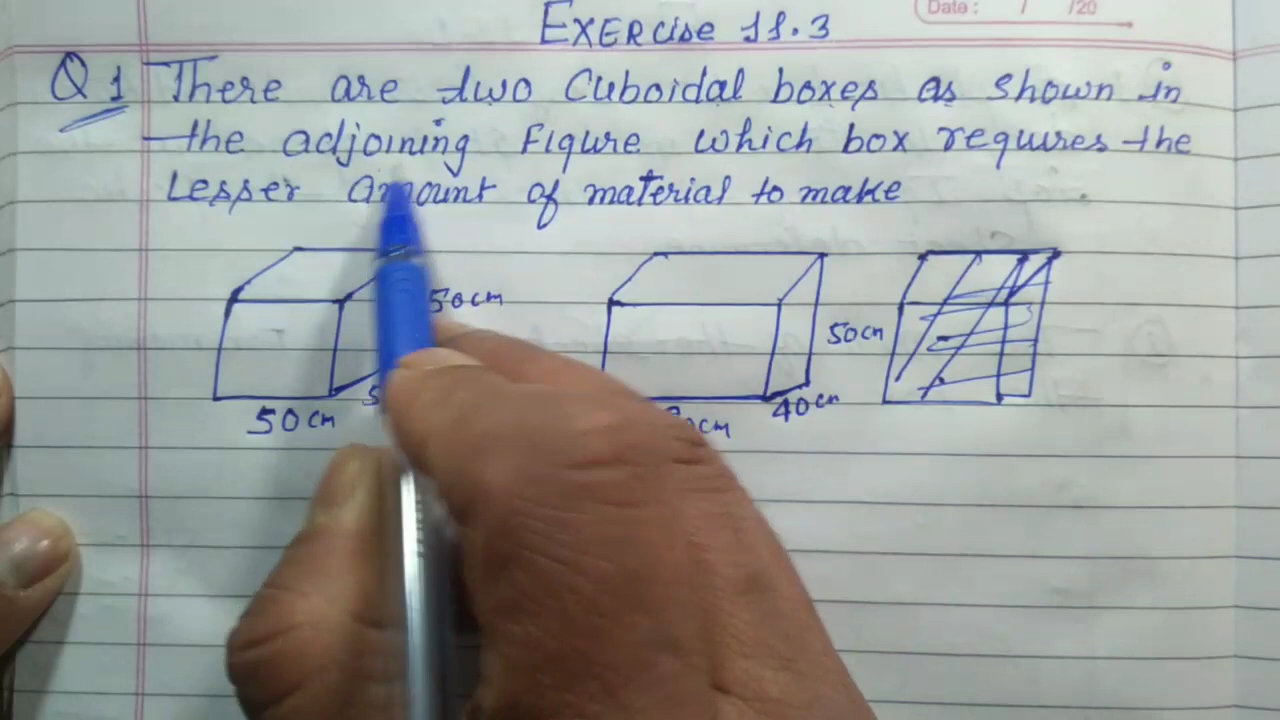 Date: / /20
Exercise 11.3
Q1 There are two Cuboidal boxes as shown in
the adjoining Figure which box requires the
Lesser amount of material to make
50cm
50cm
50cm
40cm